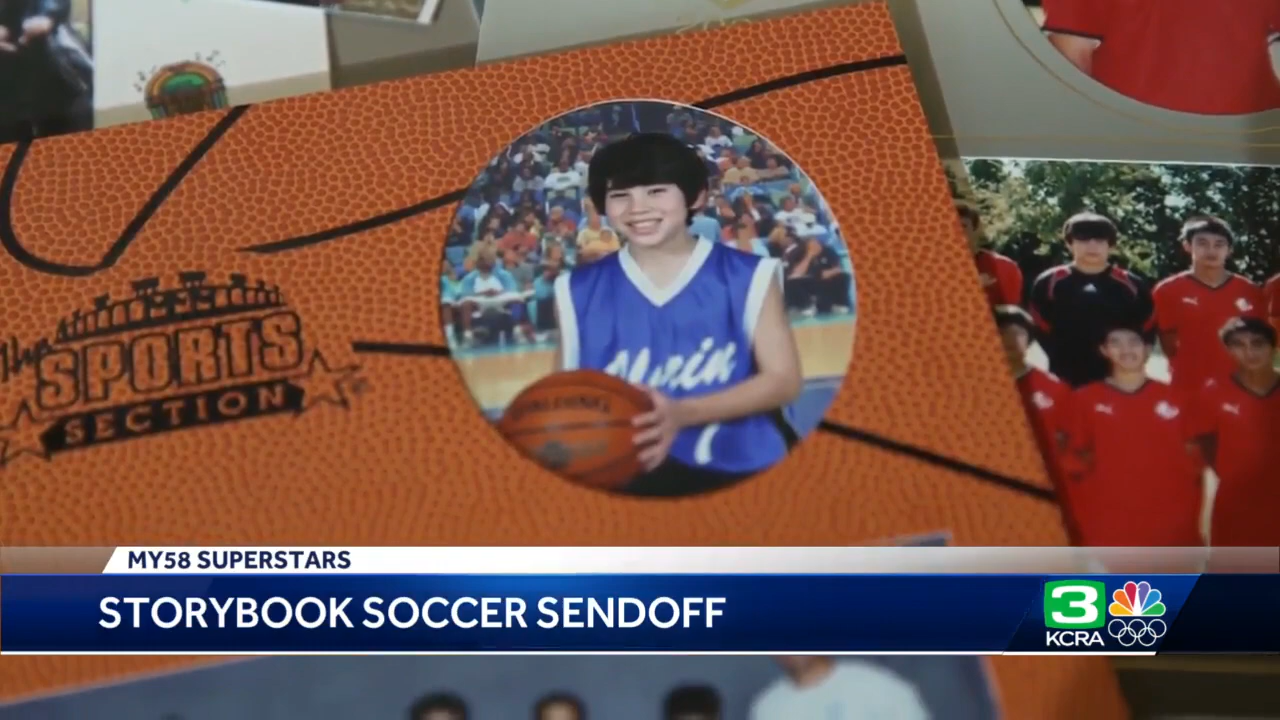 The
SPORTS
SECTION
MY58 SUPERSTARS
STORYBOOK SOCCER SENDOFF
3
KCRA